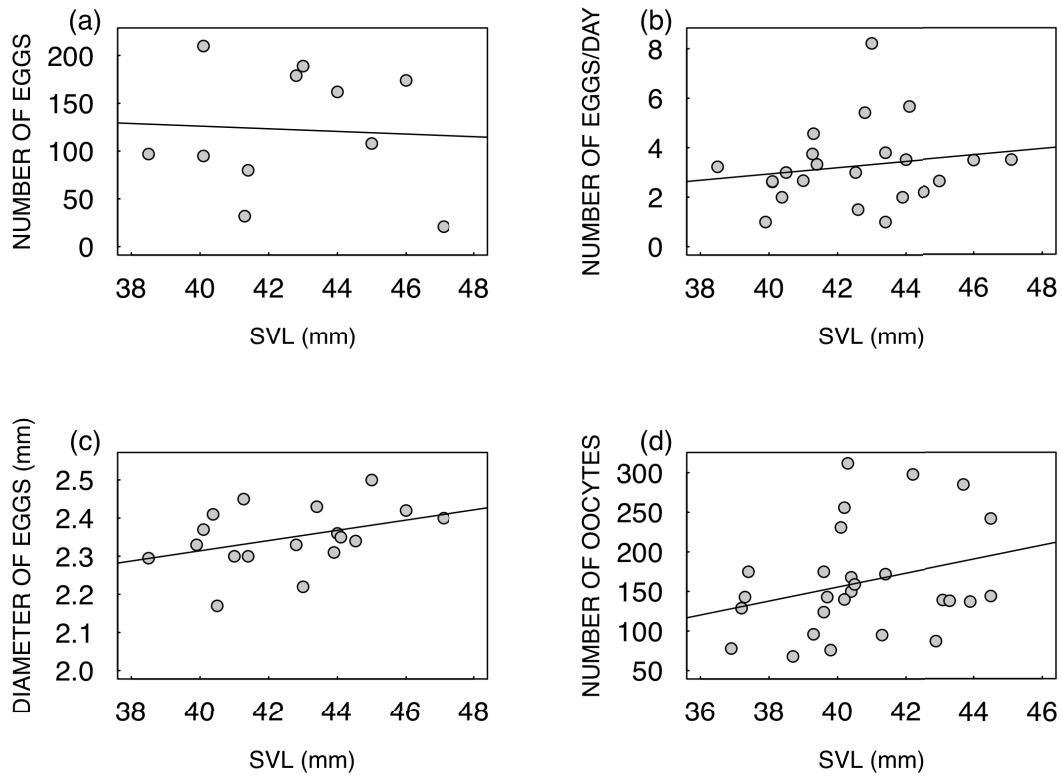 (a)
NUMBER OF EGGS
200
150
100
50
0
38 40 42 44 46 48
SVL (mm)
(b)
NUMBER OF EGGS/DAY
8
6
4
2
0
38 40 42 44 46 48
SVL (mm)
(c)
DIAMETER OF EGGS (mm)
2.5
2.4
2.3
2.2
2.1
2.0
38 40 42 44 46 48
SVL (mm)
(d)
NUMBER OF OOCYTES
300
250
200
150
100
50
36 38 40 42 44 46
SVL (mm)